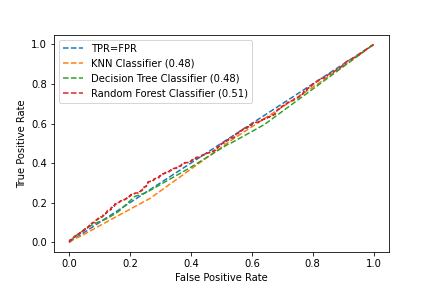 TPR=FPR
KNN Classifier (0.48)
Decision Tree Classifier (0.48)
Random Forest Classifier (0.51)
True Positive Rate
1.0
0.8
0.6
0.4
0.2
0.0
0.0 0.2 0.4 0.6 0.8 1.0
False Positive Rate